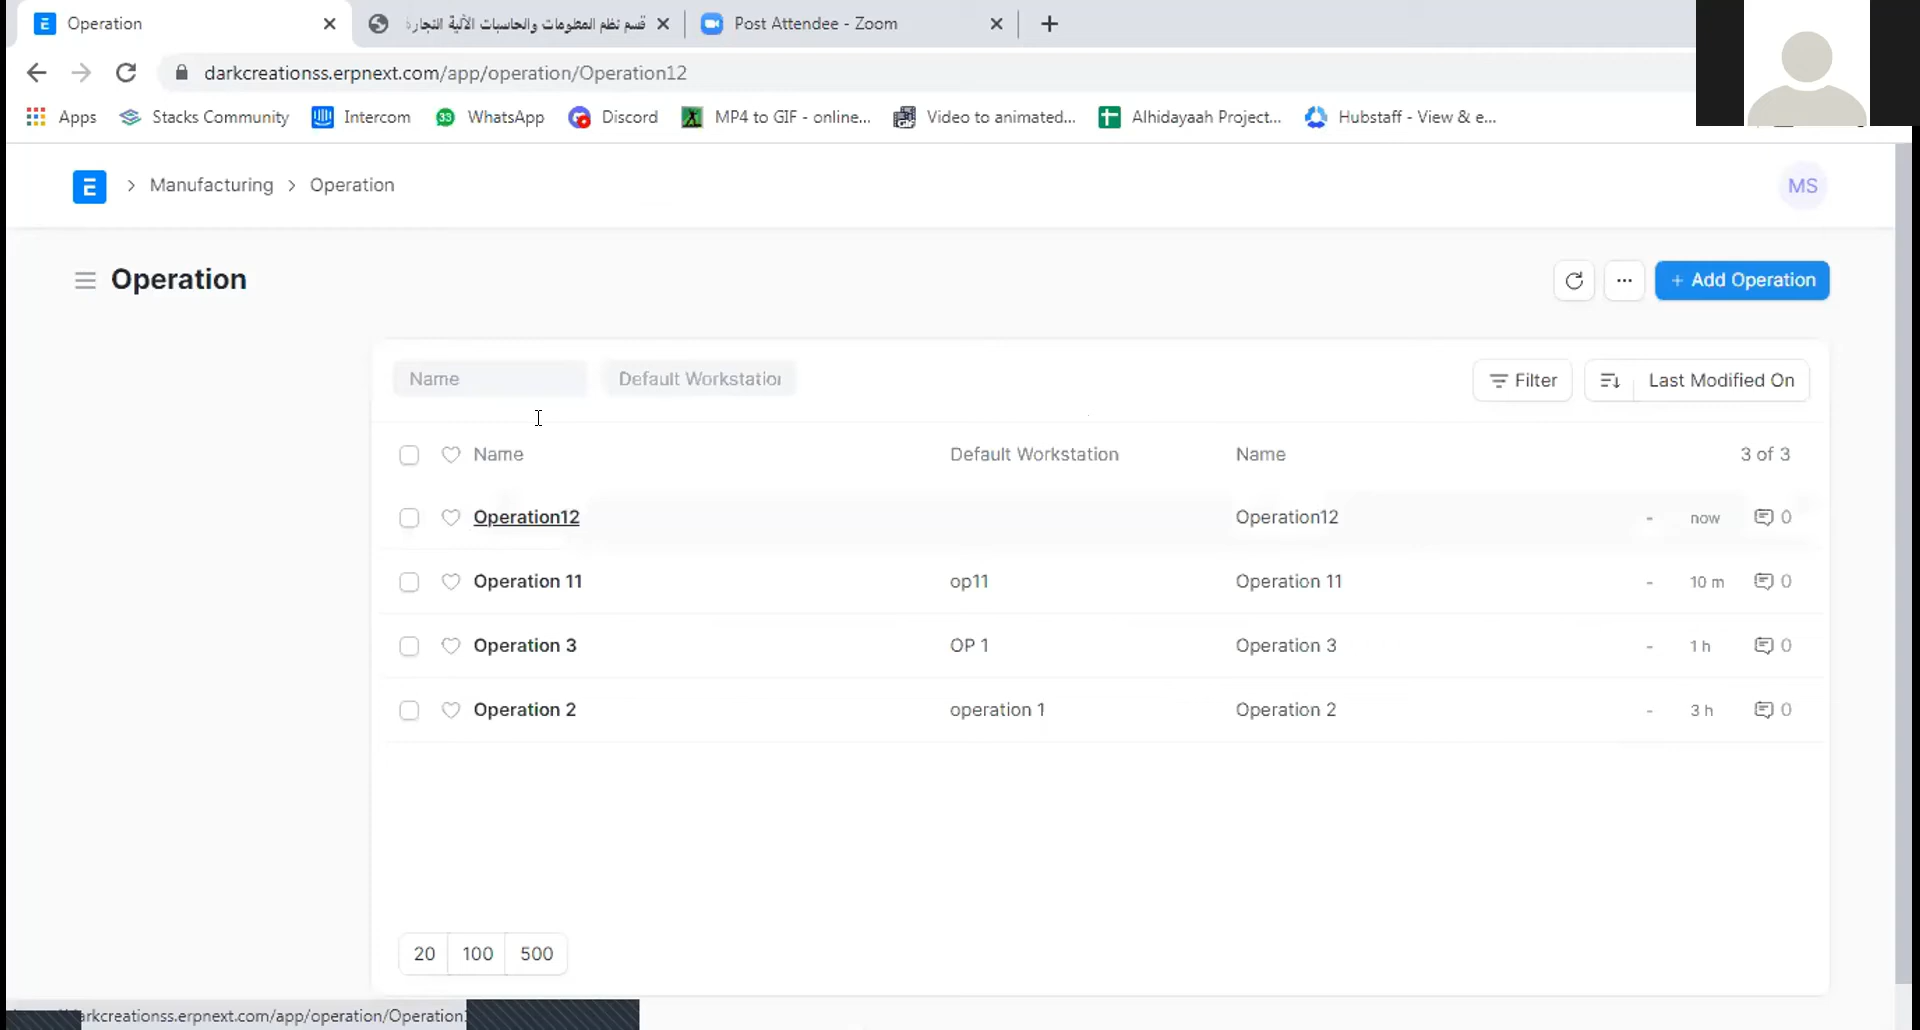 Operation
قسم نظم المعلومات والحاسبات الآلية التجارة
Post Attendee - Zoom
darkcreationss.erpnext.com/app/operation/Operation12
Apps
Stacks Community
Intercom
33
WhatsApp
Discord
MP4 to GIF - online...
Video to animated...
Alhidayaah Project...
Hubstaff - View & e...
E
Manufacturing
Operation
MS
Operation
... + Add Operation
Name Default Workstation
Filter Last Modified On
Name Default Workstation Name 3 of 3
Operation12 Operation12 - now 0
Operation 11 op11 Operation 11 - 10 m 0
Operation 3 OP 1 Operation 3 - 1 h 0
Operation 2 operation 1 Operation 2 - 3 h 0
20 100 500
arkcreationss.erpnext.com/app/operation/Operation